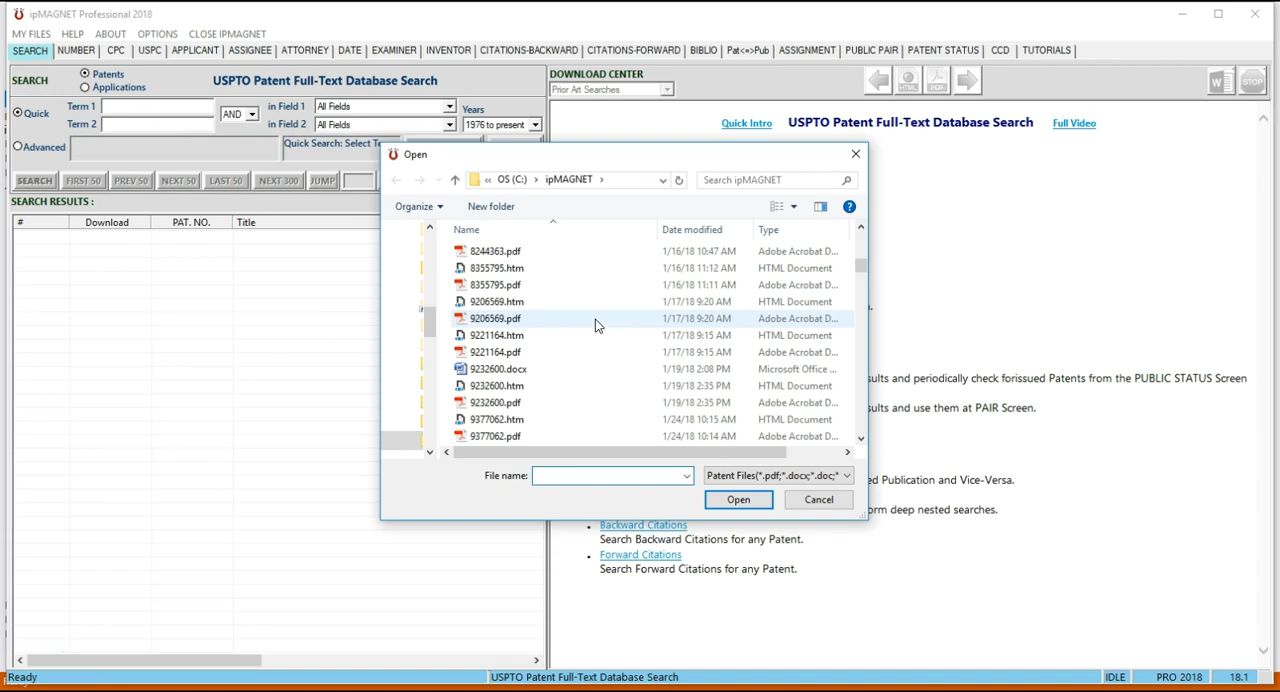 ipMAGNET Professional 2018
MY FILES HELP ABOUT OPTIONS CLOSE IPMAGNET
SEARCH NUMBER CPC USPC APPLICANT ASSIGNEE ATTORNEY DATE EXAMINER INVENTOR CITATIONS-BACKWARD CITATIONS-FORWARD BIBLIO Pat<=>Pub ASSIGNMENT PUBLIC PAIR PATENT STATUS CCD TUTORIALS
SEARCH
Patents
Applications
USPTO Patent Full-Text Database Search
Quick
Term 1
AND
in Field 1
All Fields
Years
Term 2
in Field 2
All Fields
1976 to present
Advanced
Quick Search: Select Te
SEARCH FIRST 50 PREV 50 NEXT 50 LAST 50 NEXT 300 JUMP
SEARCH RESULTS :
# Download PAT. NO. Title
DOWNLOAD CENTER
Prior Art Searches
HTML
PDF
W
STOP
Quick Intro USPTO Patent Full-Text Database Search Full Video
Open
« OS (C:) › ipMAGNET ›
Search ipMAGNET
Organize New folder
Name Date modified Type
8244363.pdf 1/16/18 10:47 AM Adobe Acrobat D...
8355795.htm 1/16/18 11:12 AM HTML Document
8355795.pdf 1/16/18 11:11 AM Adobe Acrobat D...
9206569.htm 1/17/18 9:20 AM HTML Document
9206569.pdf 1/17/18 9:20 AM Adobe Acrobat D...
9221164.htm 1/17/18 9:15 AM HTML Document
9221164.pdf 1/17/18 9:15 AM Adobe Acrobat D...
9232600.docx 1/19/18 2:08 PM Microsoft Office ...
9232600.htm 1/19/18 2:35 PM HTML Document
9232600.pdf 1/19/18 2:35 PM Adobe Acrobat D...
9377062.htm 1/24/18 10:15 AM HTML Document
9377062.pdf 1/24/18 10:14 AM Adobe Acrobat D...
File name:
Patent Files(*.pdf;*.docx;*.doc;*
Open Cancel
sults and periodically check forissued Patents from the PUBLIC STATUS Screen
sults and use them at PAIR Screen.
ed Publication and Vice-Versa.
orm deep nested searches.
Backward Citations
Search Backward Citations for any Patent.
Forward Citations
Search Forward Citations for any Patent.
Ready USPTO Patent Full-Text Database Search IDLE PRO 2018 18.1